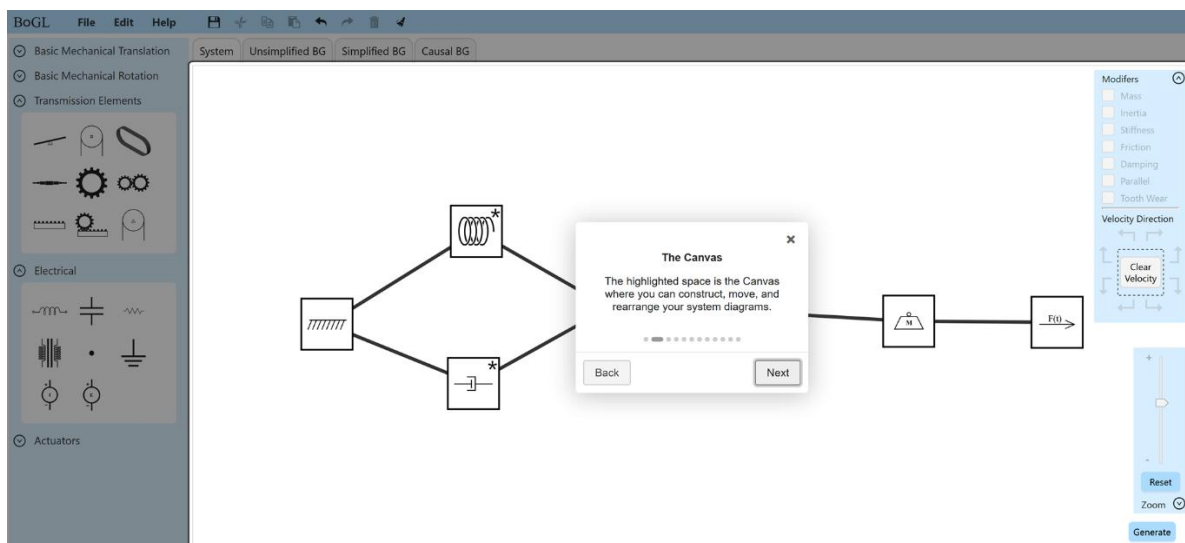 BoGL File Edit Help
Basic Mechanical Translation
Basic Mechanical Rotation
Transmission Elements
Electrical
Actuators
System Unsimplified BG Simplified BG Causal BG
M
F(t)
The Canvas
The highlighted space is the Canvas
where you can construct, move, and
rearrange your system diagrams.
Back Next
Modifers
Mass
Inertia
Stiffness
Friction
Damping
Parallel
Tooth Wear
Velocity Direction
Clear
Velocity
+
-
Reset
Zoom
Generate